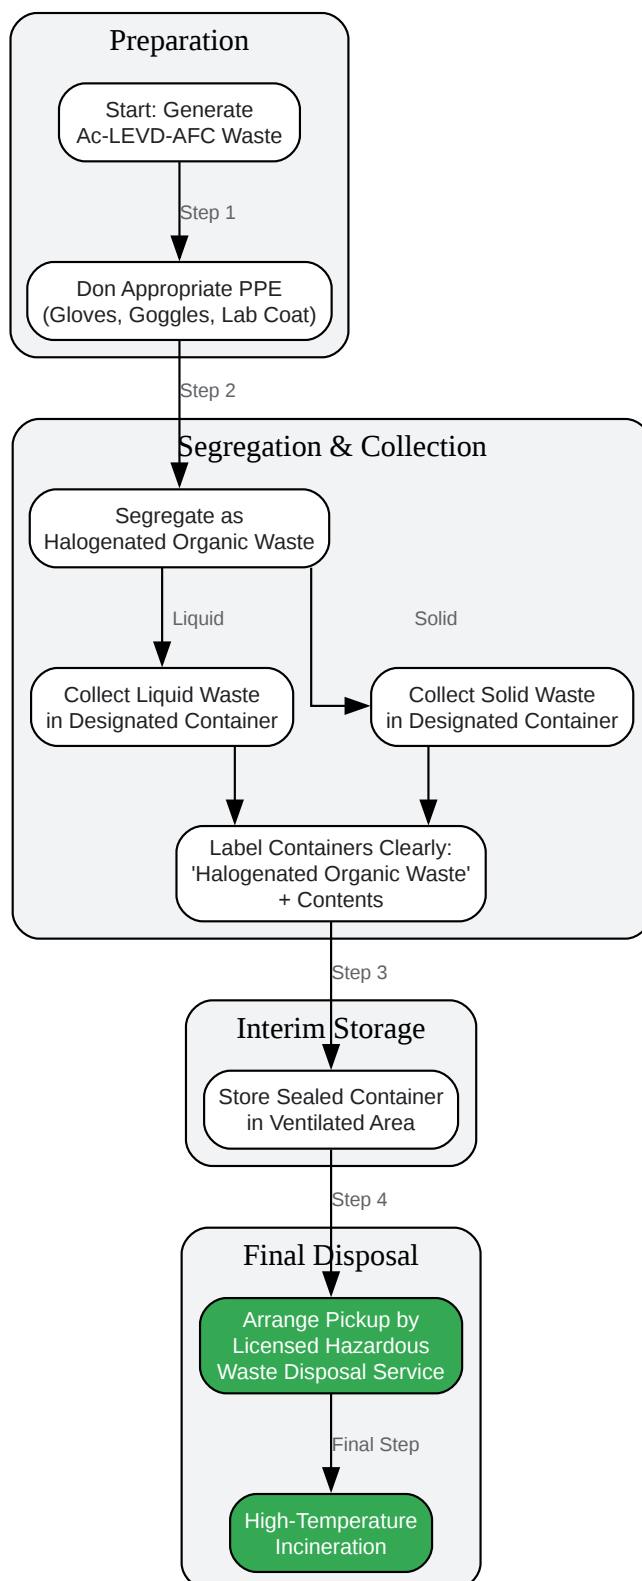 Preparation
Start: Generate
Ac-LEVD-AFC Waste
Step 1
Don Appropriate PPE
(Gloves, Goggles, Lab Coat)
Step 2
Segregation & Collection
Segregate as
Halogenated Organic Waste
Liquid
Solid
Collect Liquid Waste
in Designated Container
Collect Solid Waste
in Designated Container
Label Containers Clearly:
'Halogenated Organic Waste'
+ Contents
Step 3
Interim Storage
Store Sealed Container
in Ventilated Area
Step 4
Final Disposal
Arrange Pickup by
Licensed Hazardous
Waste Disposal Service
Final Step
High-Temperature
Incineration